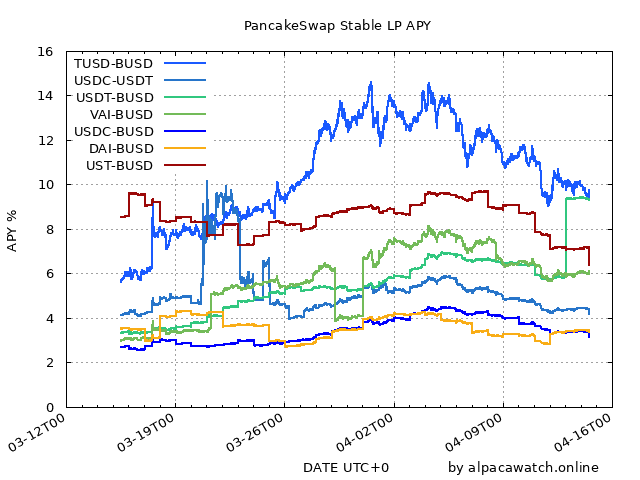 PancakeSwap Stable LP APY
16
14
12
10
8
6
4
2
0
APY %
TUSD-BUSD
USDC-USDT
USDT-BUSD
VAI-BUSD
USDC-BUSD
DAI-BUSD
UST-BUSD
03-12T00
03-19T00
03-26T00
04-02T00
04-09T00
04-16T00
DATE UTC+0
by alpacawatch.online